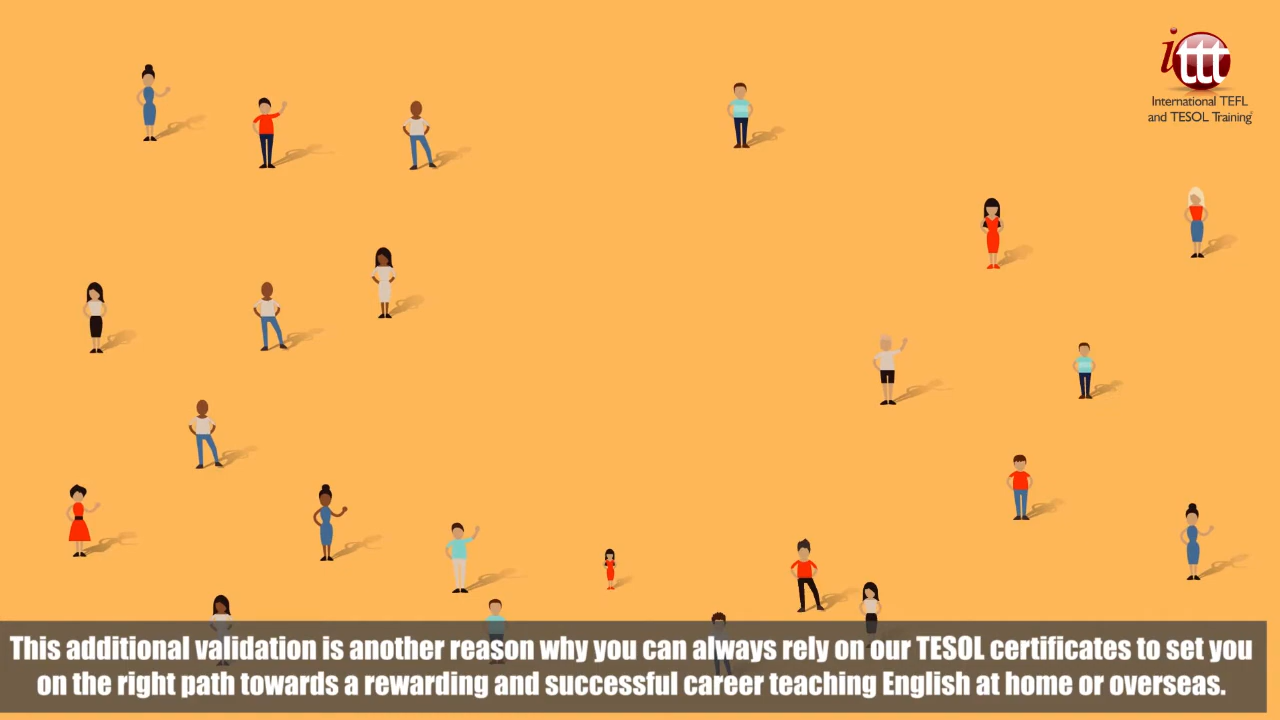 ittt
International TEFL
and TESOL Training
This additional validation is another reason why you can always rely on our TESOL certificates to set you
on the right path towards a rewarding and successful career teaching English at home or overseas.